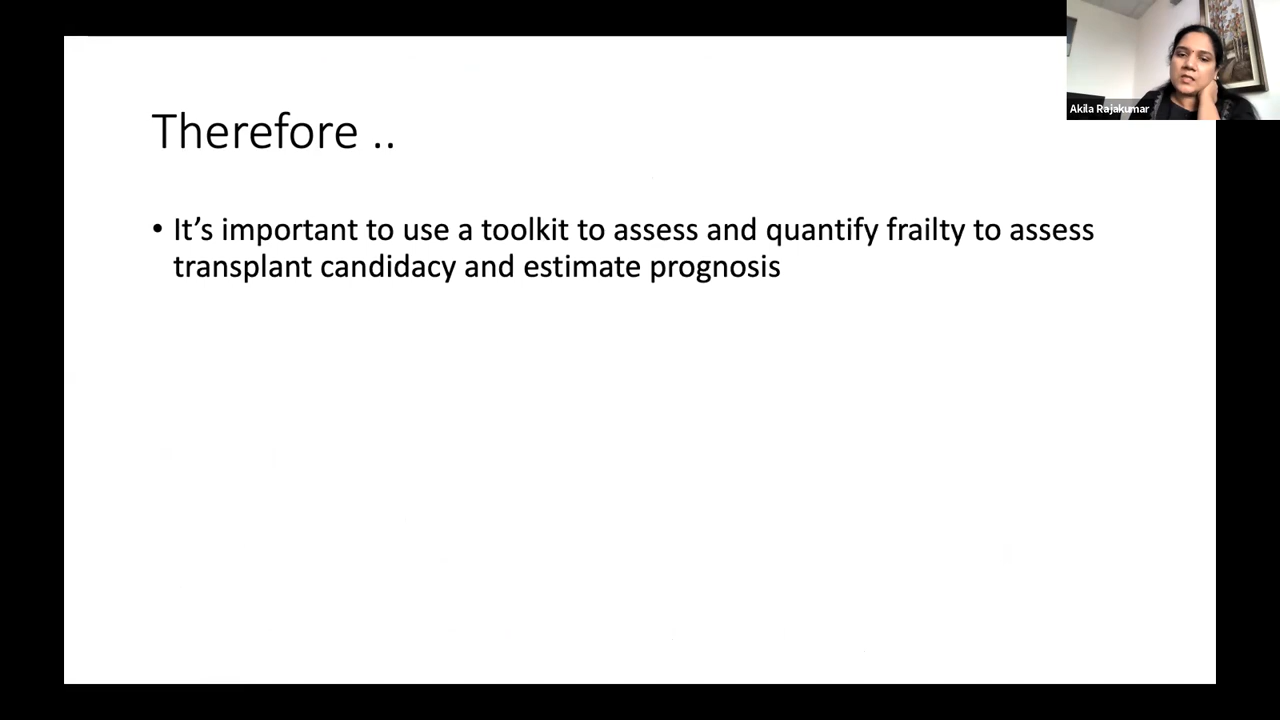 Akila Rajakumar
Therefore ..
• It’s important to use a toolkit to assess and quantify frailty to assess
transplant candidacy and estimate prognosis